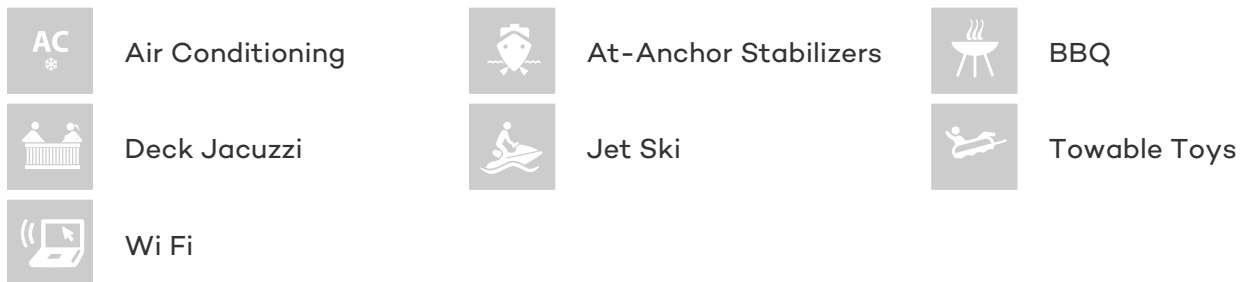 AC
Air Conditioning
At-Anchor Stabilizers
BBQ
Deck Jacuzzi
Jet Ski
Towable Toys
Wi Fi